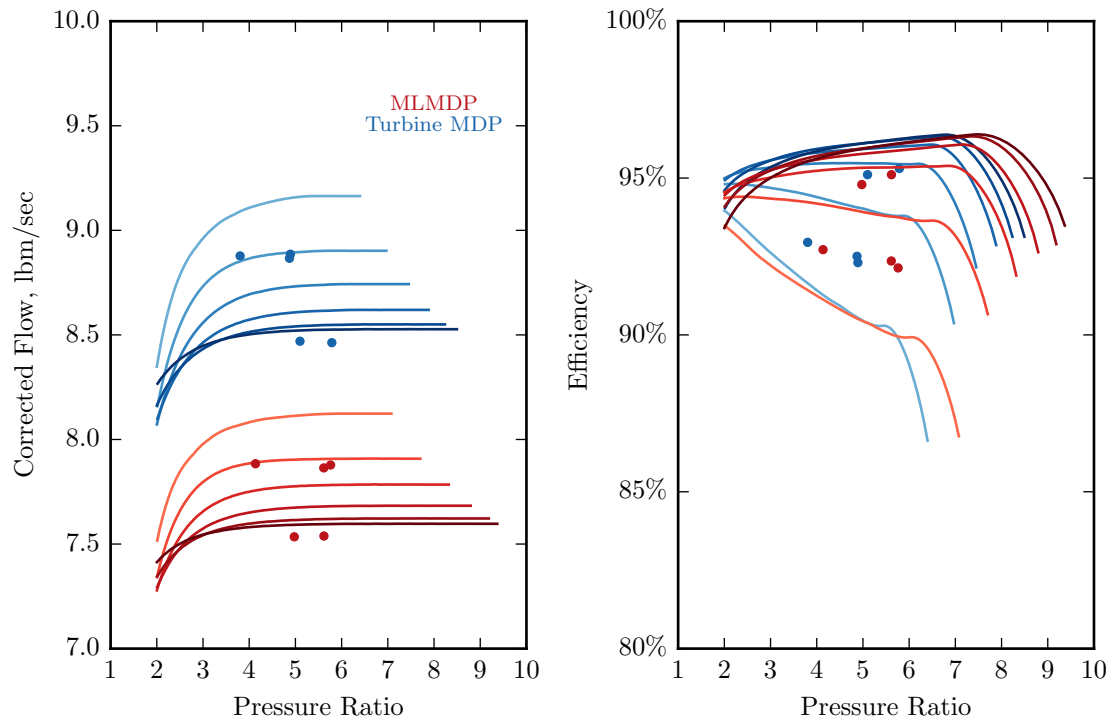 10.0
9.5
9.0
8.5
8.0
7.5
7.0
Corrected Flow, lbm/sec
MLMDP
Turbine MDP
1 2 3 4 5 6 7 8 9 10
Pressure Ratio
100%
95%
90%
85%
80%
Efficiency
1 2 3 4 5 6 7 8 9 10
Pressure Ratio